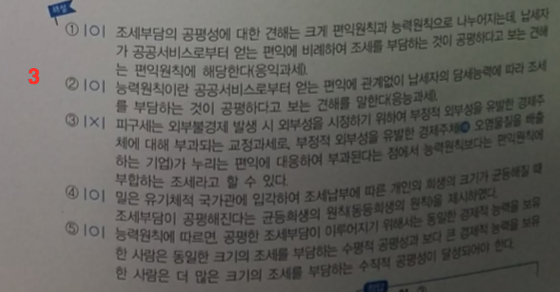 해설
① |O| 조세부담의 공평성에 대한 견해는 크게 편익원칙과 능력원칙으로 나누어지는데, 납세자
가 공공서비스로부터 얻는 편익에 비례하여 조세를 부담하는 것이 공평하다고 보는 견해
는 편익원칙에 해당한다(응익과세).
3
② |O| 능력원칙이란 공공서비스로부터 얻는 편익에 관계없이 납세자의 담세능력에 따라 조세
를 부담하는 것이 공평하다고 보는 견해를 말한다(응능과세).
③ |X| 피구세는 외부불경제 발생 시 외부성을 시정하기 위하여 부정적 외부성을 유발한 경제주
체에 대해 부과되는 교정과세로, 부정적 외부성을 유발한 경제주체(예 오염물질을 배출
하는 기업)가 누리는 편익에 대응하여 부과된다는 점에서 능력원칙보다는 편익원칙에
부합하는 조세라고 할 수 있다.
④ |O| 밀은 유기체적 국가관에 입각하여 조세납부에 따른 개인의 희생의 크기가 균등해질 때
조세부담이 공평해진다는 균등희생의 원칙(동등희생의 원칙)을 제시하였다.
⑤ |O| 능력원칙에 따르면, 공평한 조세부담이 이루어지기 위해서는 동일한 경제적 능력을 보유
한 사람은 동일한 크기의 조세를 부담하는 수평적 공평성과 보다 큰 경제적 능력을 보유
한 사람은 더 많은 크기의 조세를 부담하는 수직적 공평성이 달성되어야 한다.